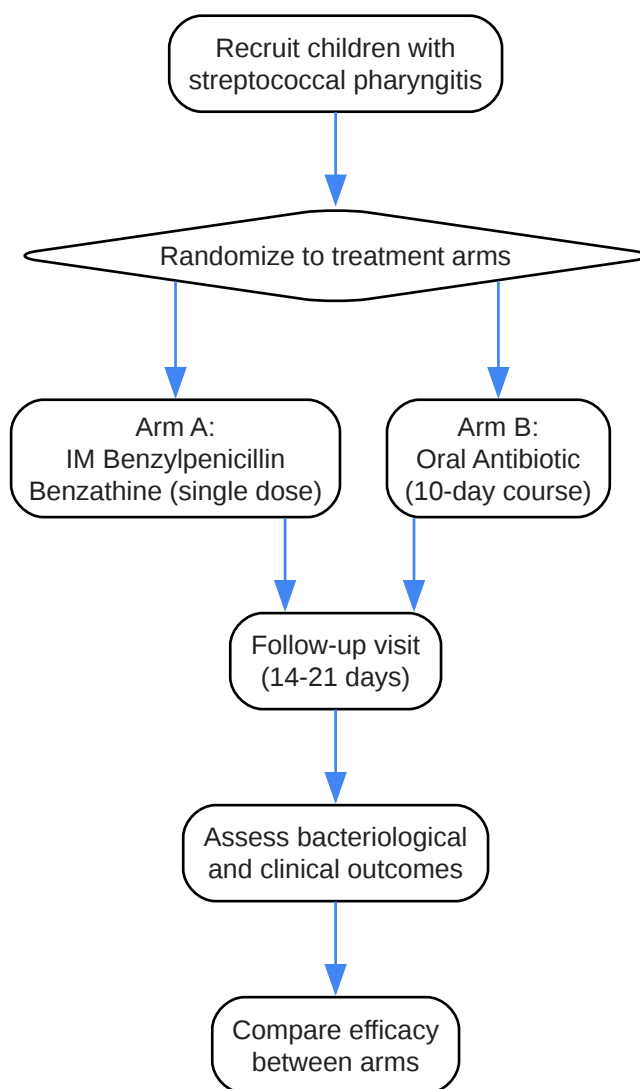 Recruit children with
streptococcal pharyngitis
Randomize to treatment arms
Arm A:
IM Benzylpenicillin
Benzathine (single dose)
Arm B:
Oral Antibiotic
(10-day course)
Follow-up visit
(14-21 days)
Assess bacteriological
and clinical outcomes
Compare efficacy
between arms